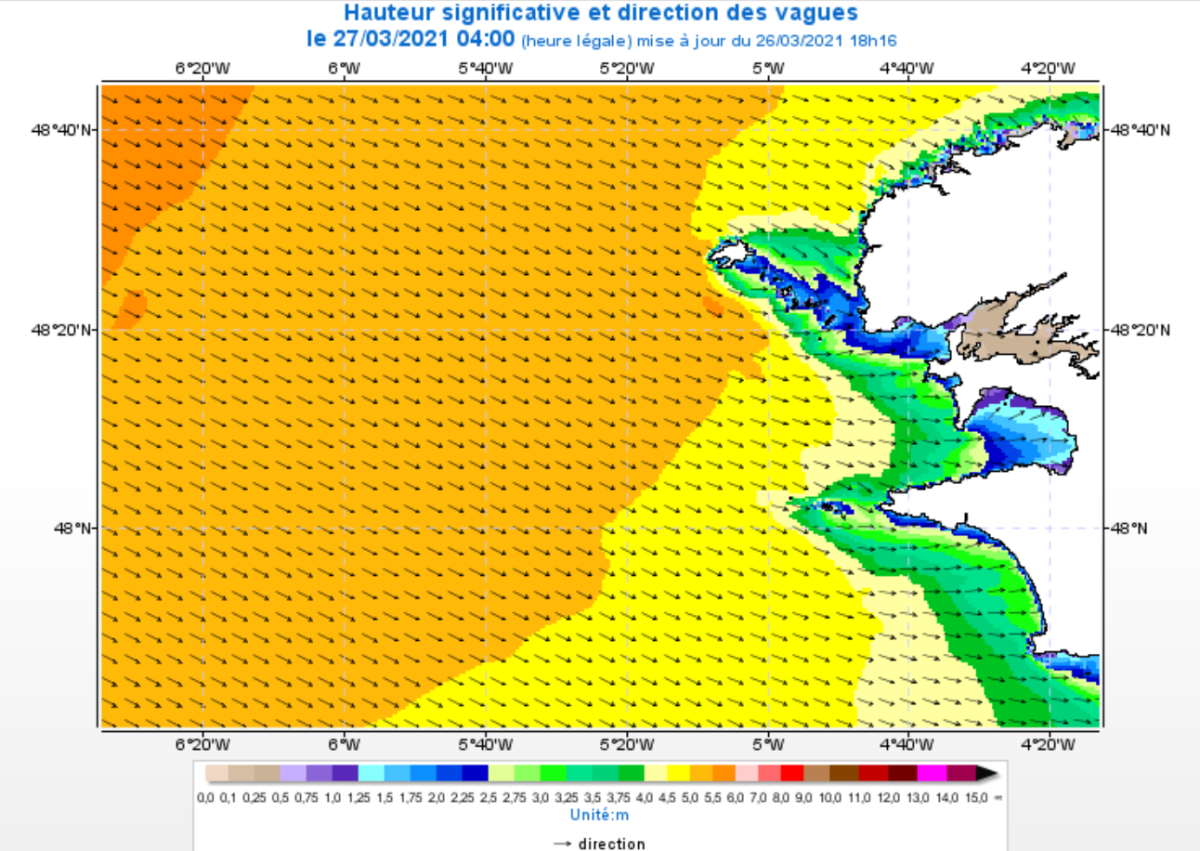 Hauteur significative et direction des vagues
le 27/03/2021 04:00 (heure légale) mise à jour du 26/03/2021 18h16
6°20'W 6°W 5°40'W 5°20'W 5°W 4°40'W 4°20'W
48°40'N 48°40'N
48°20'N 48°20'N
48°N 48°N
6°20'W 6°W 5°40'W 5°20'W 5°W 4°40'W 4°20'W
0,0 0,1 0,25 0,5 0,75 1,0 1,25 1,5 1,75 2,0 2,25 2,5 2,75 3,0 3,25 3,5 3,75 4,0 4,5 5,0 5,5 6,0 7,0 8,0 9,0 10,0 11,0 12,0 13,0 14,0 15,0 ∞
Unité:m
direction